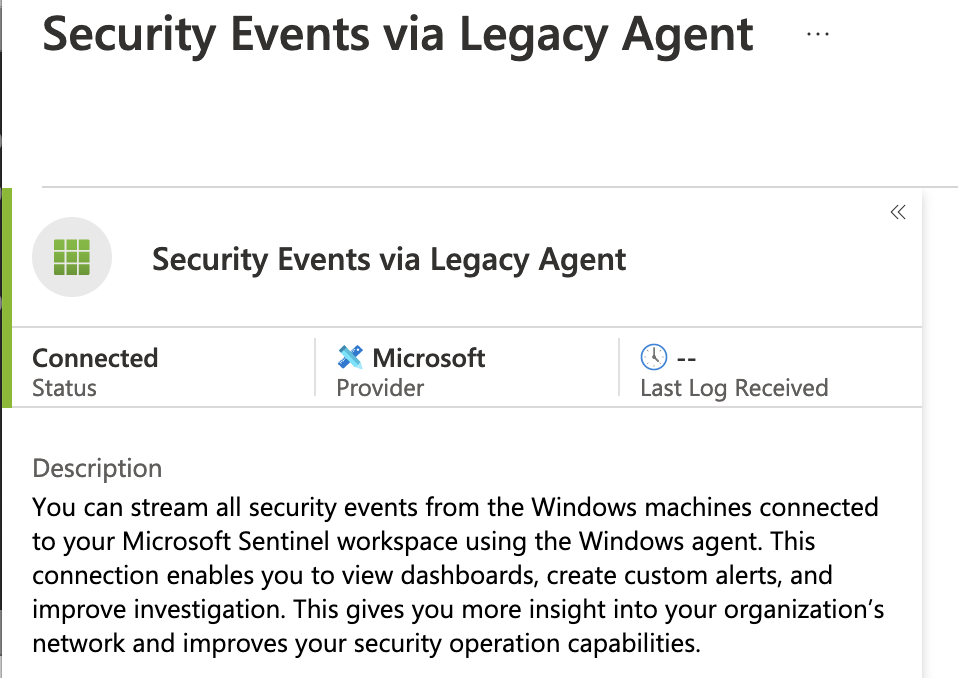 Security Events via Legacy Agent ...
«
Security Events via Legacy Agent
Connected
Status
Microsoft
Provider
--
Last Log Received
Description
You can stream all security events from the Windows machines connected
to your Microsoft Sentinel workspace using the Windows agent. This
connection enables you to view dashboards, create custom alerts, and
improve investigation. This gives you more insight into your organization’s
network and improves your security operation capabilities.